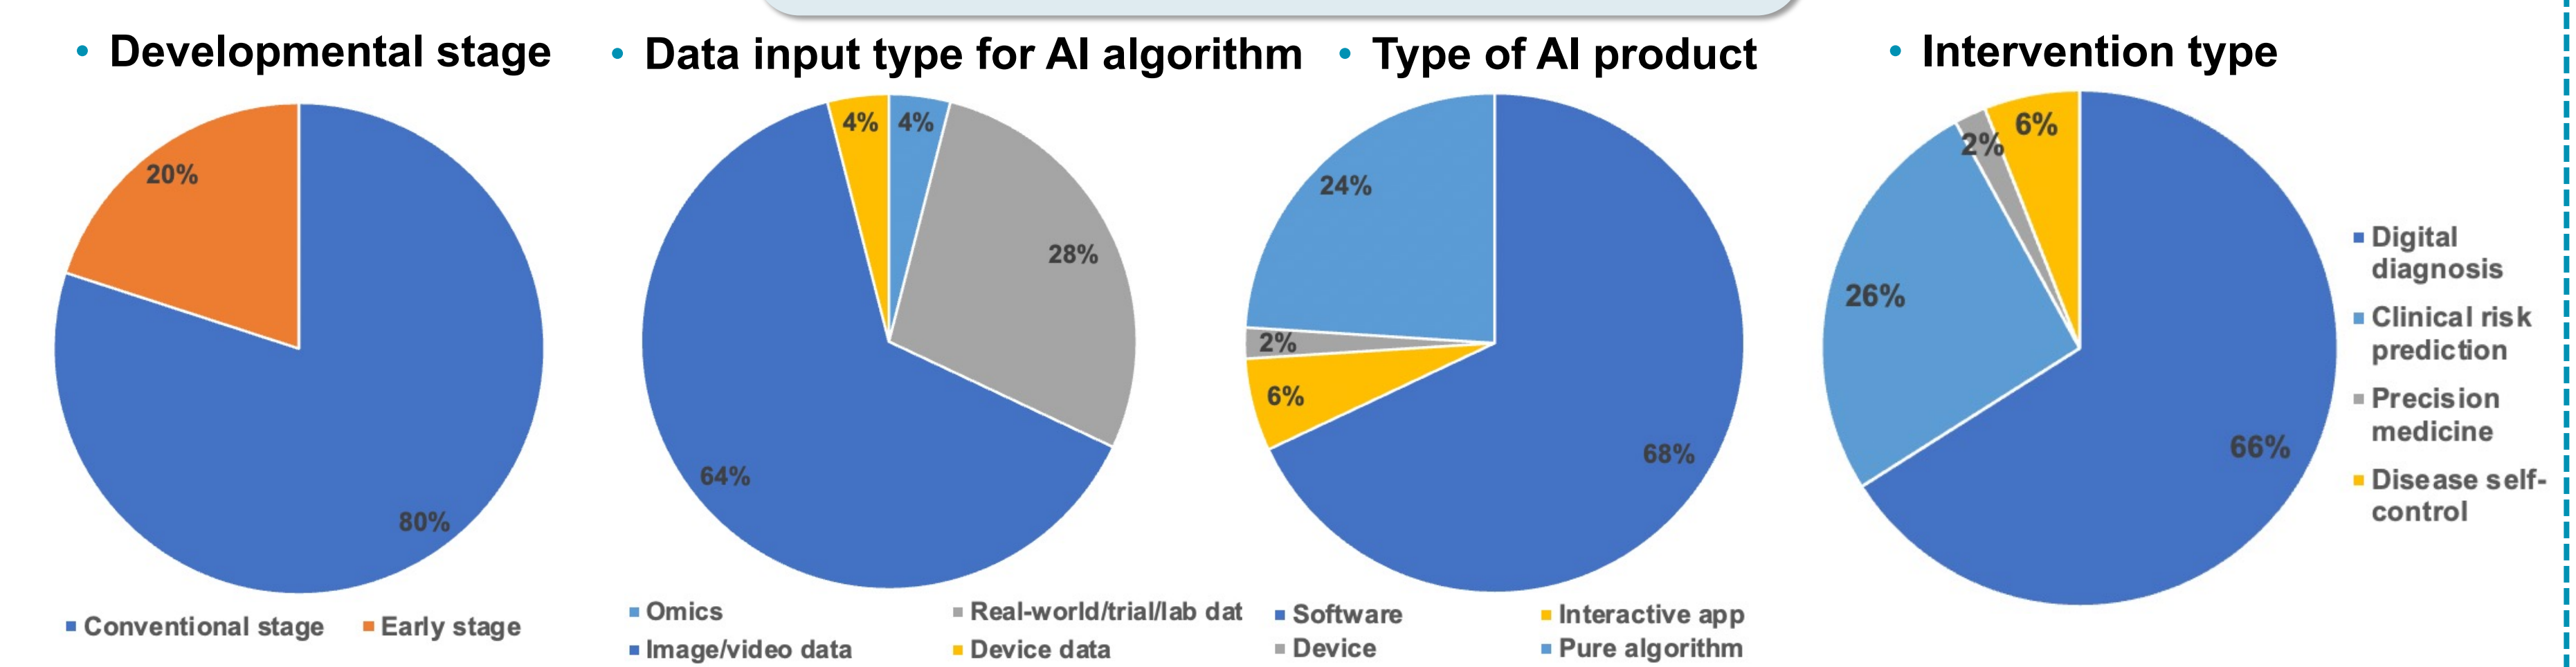 • Developmental stage
20%
80%
Conventional stage
Early stage
• Data input type for AI algorithm
4%
4%
28%
64%
Omics
Real-world/trial/lab dat
Image/video data
Device data
• Type of AI product
24%
2%
6%
68%
Software
Interactive app
Device
Pure algorithm
• Intervention type
6%
2%
26%
66%
Digital
diagnosis
Clinical risk
prediction
Precision
medicine
Disease self-
control